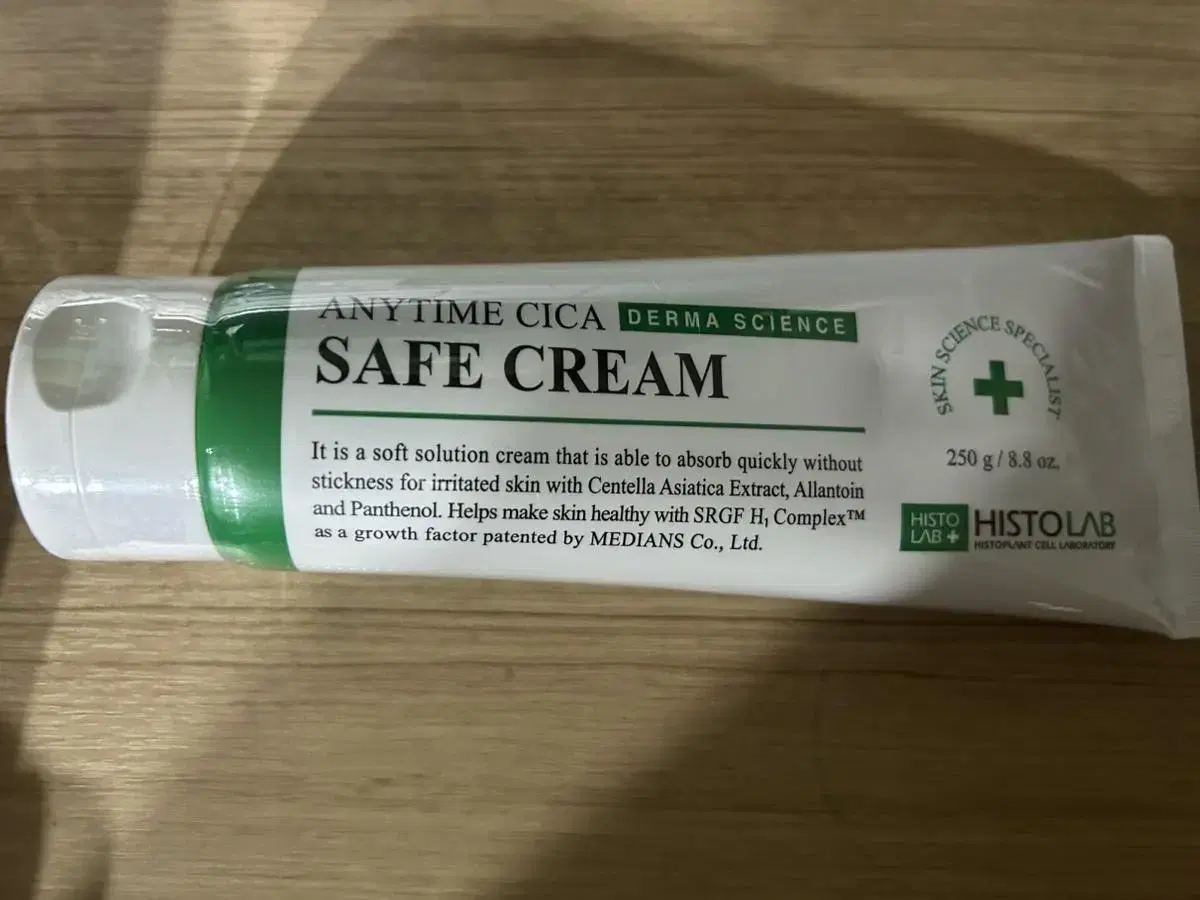 ANYTIME CICA DERMA SCIENCE
SAFE CREAM
It is a soft solution cream that is able to absorb quickly without
stickness for irritated skin with Centella Asiatica Extract, Allantoin
and Panthenol. Helps make skin healthy with SRGF H₁ Complex™
as a growth factor patented by MEDIANS Co., Ltd.
SKIN SCIENCE SPECIALIST
250 g / 8.8 oz.
HISTO
LAB +
HISTOLAB
HISTOPLANT CELL LABORATORY